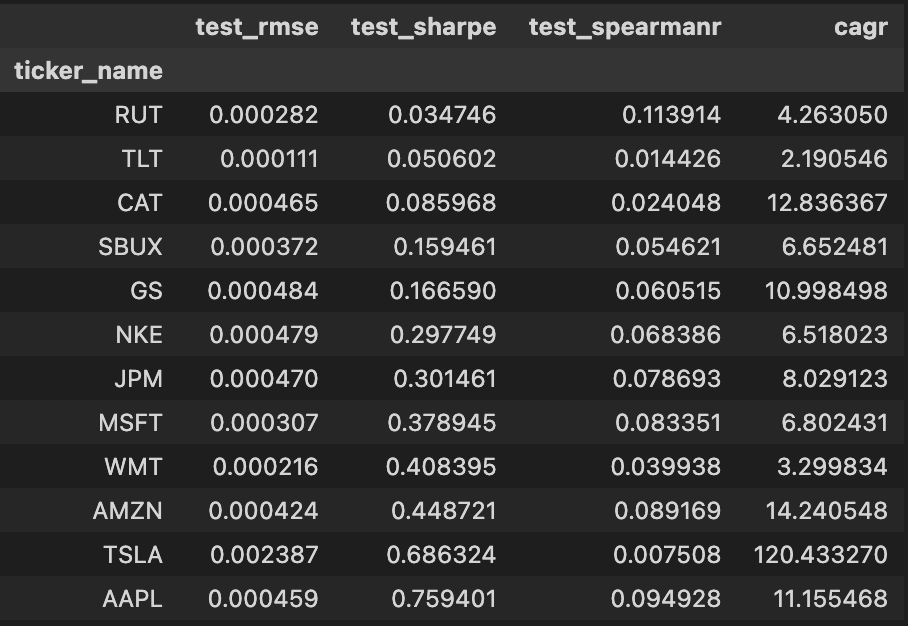 test_rmse test_sharpe test_spearmanr cagr
ticker_name
RUT 0.000282 0.034746 0.113914 4.263050
TLT 0.000111 0.050602 0.014426 2.190546
CAT 0.000465 0.085968 0.024048 12.836367
SBUX 0.000372 0.159461 0.054621 6.652481
GS 0.000484 0.166590 0.060515 10.998498
NKE 0.000479 0.297749 0.068386 6.518023
JPM 0.000470 0.301461 0.078693 8.029123
MSFT 0.000307 0.378945 0.083351 6.802431
WMT 0.000216 0.408395 0.039938 3.299834
AMZN 0.000424 0.448721 0.089169 14.240548
TSLA 0.002387 0.686324 0.007508 120.433270
AAPL 0.000459 0.759401 0.094928 11.155468